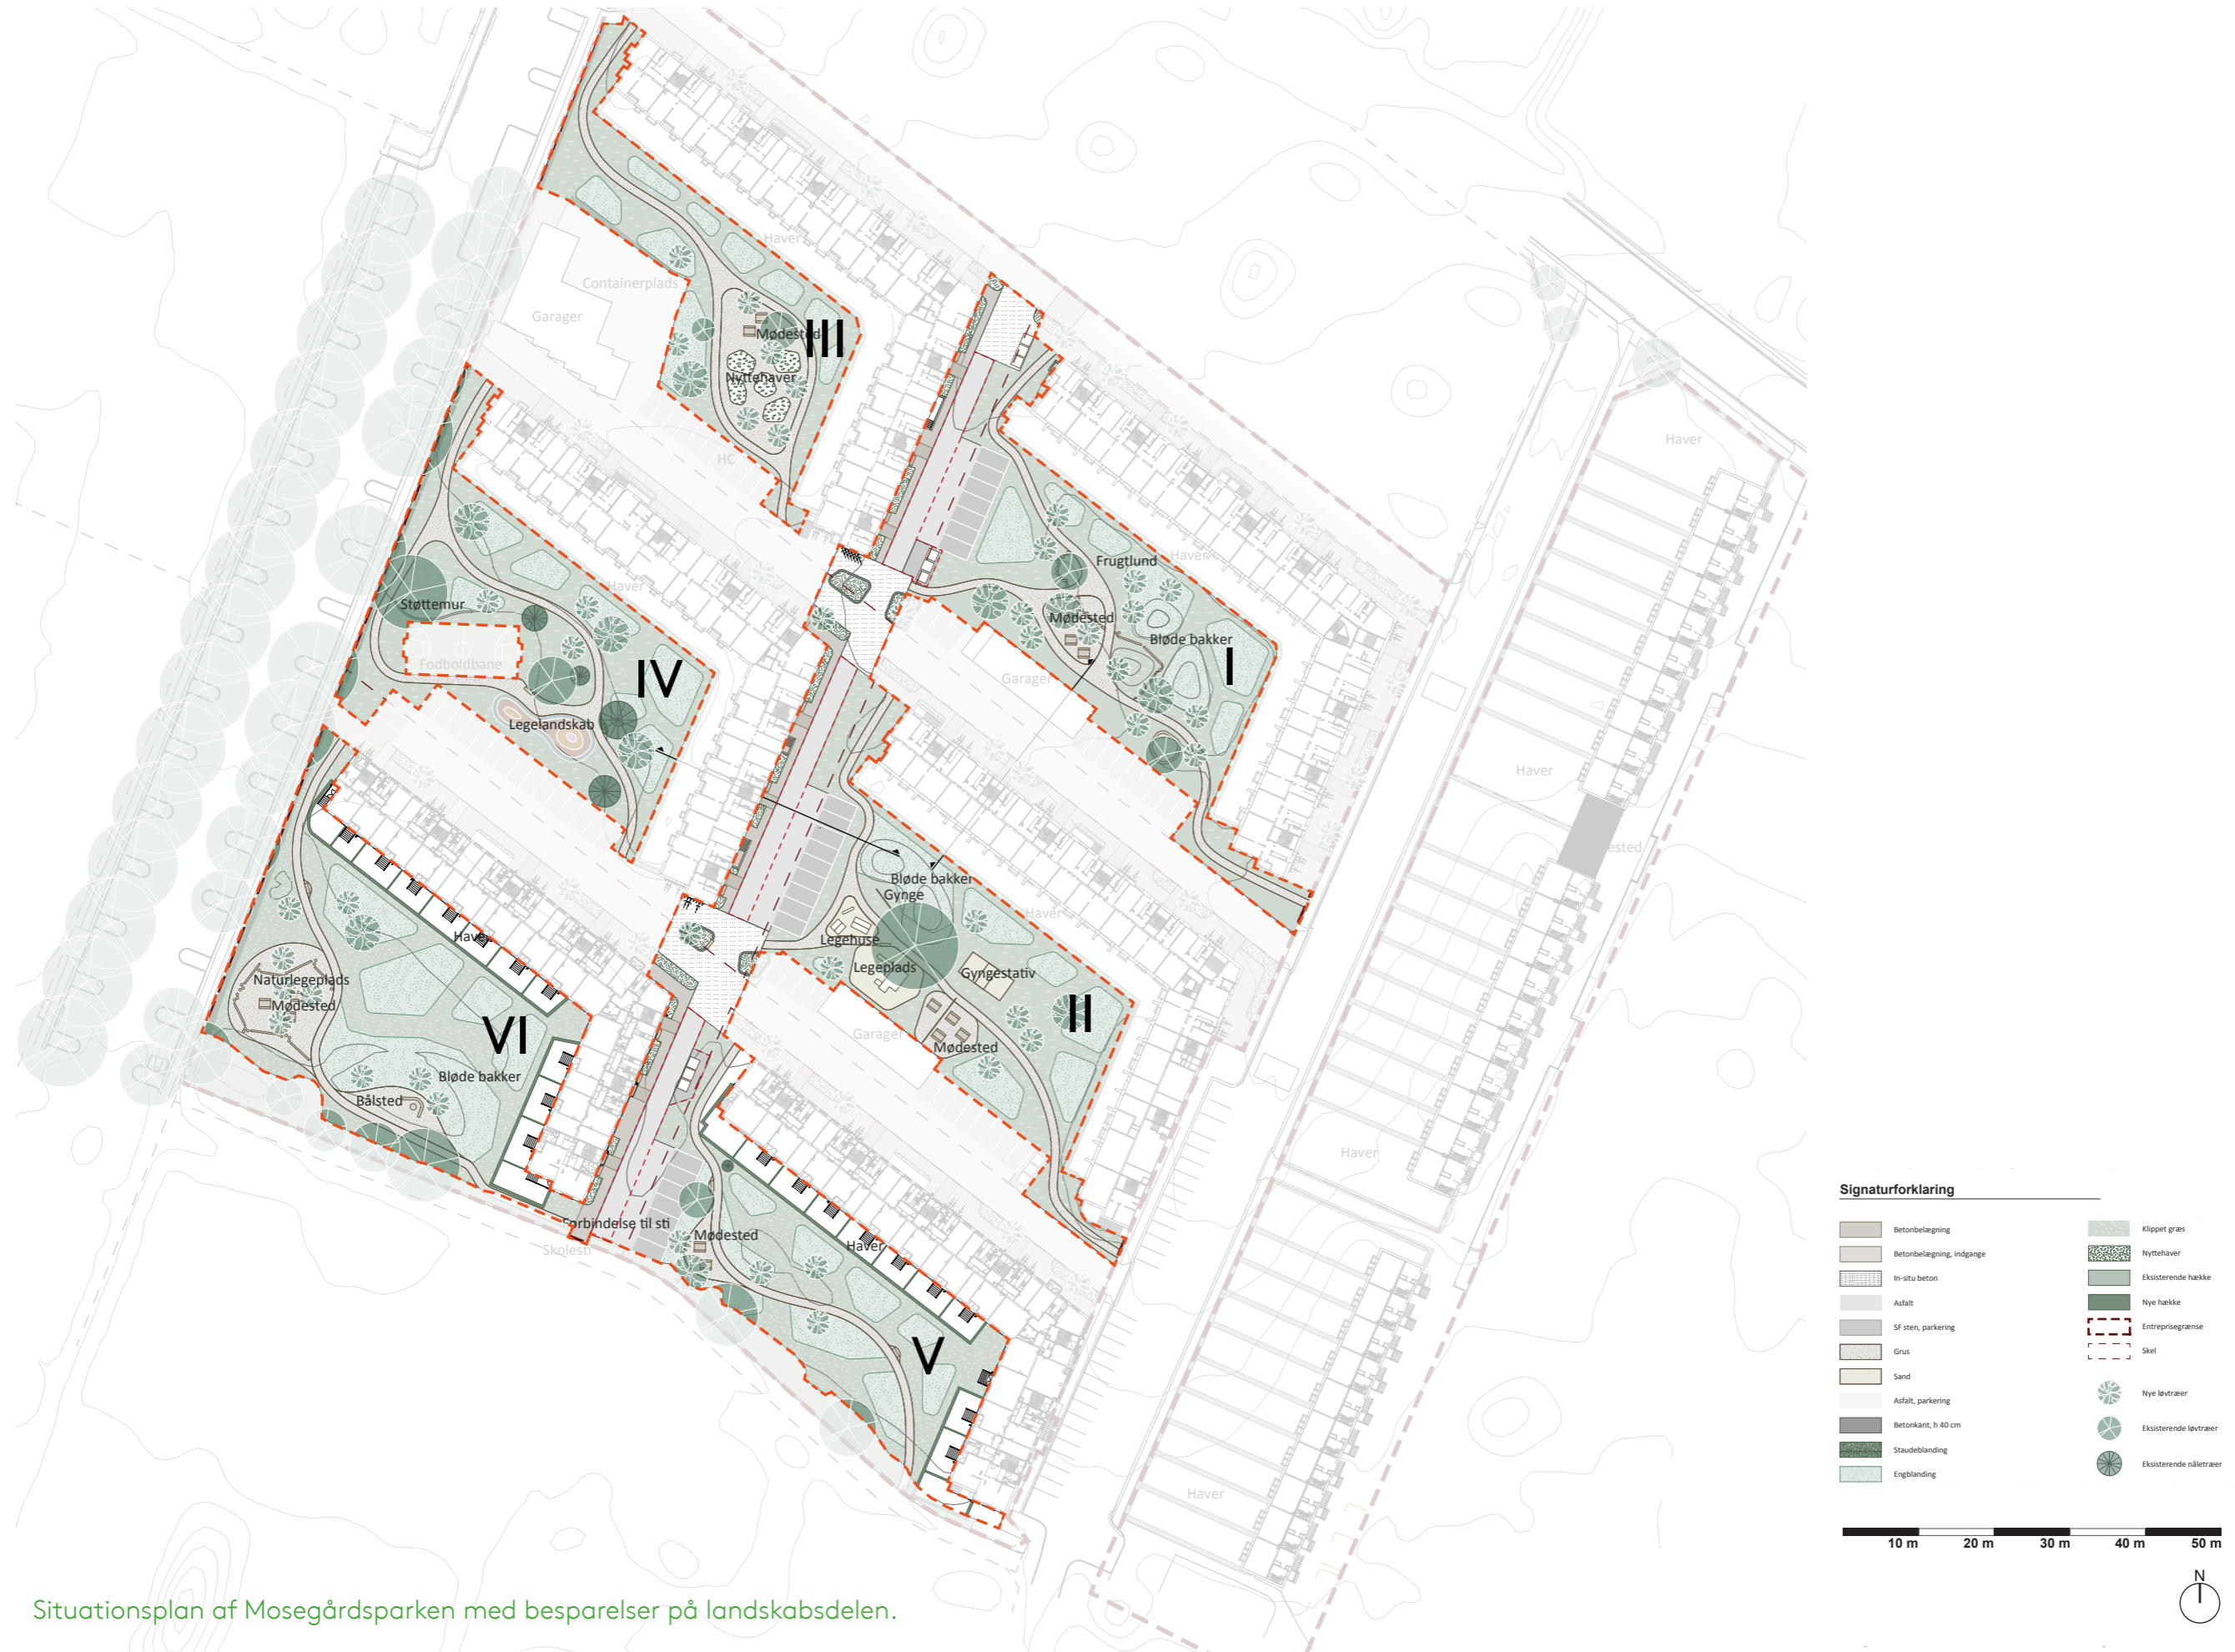 Haver
Containerplads
Garager
Mødested
III
Nyttehaver
HC
Haver
Frugtlund
Haver
Haver
Støttemur
Mødested
Bløde bakker
I
Fodboldbane
IV
Garager
Legelandskab
Haver
Bløde bakker
Gynge
Haver
Legehuse
Haver
Legeplads
Gyngestativ
Naturlegeplads
Mødested
II
VI
Garager
Mødested
Bløde bakker
Bålsted
Haver
Forbindelse til sti
Mødested
Haver
V
Haver
Signaturforklaring
Betonbelægning
Betonbelægning, indgange
In-situ beton
Asfalt
SF sten, parkering
Grus
Sand
Asfalt, parkering
Betonkant, h 40 cm
Staudeblanding
Engblanding
Klippet græs
Nyttehaver
Eksisterende hække
Nye hække
Entreprisegrænse
Skel
Nye løvtræer
Eksisterende løvtræer
Eksisterende nåletræer
10 m 20 m 30 m 40 m 50 m
N
Situationsplan af Mosegårdsparken med besparelser på landskabsdelen.